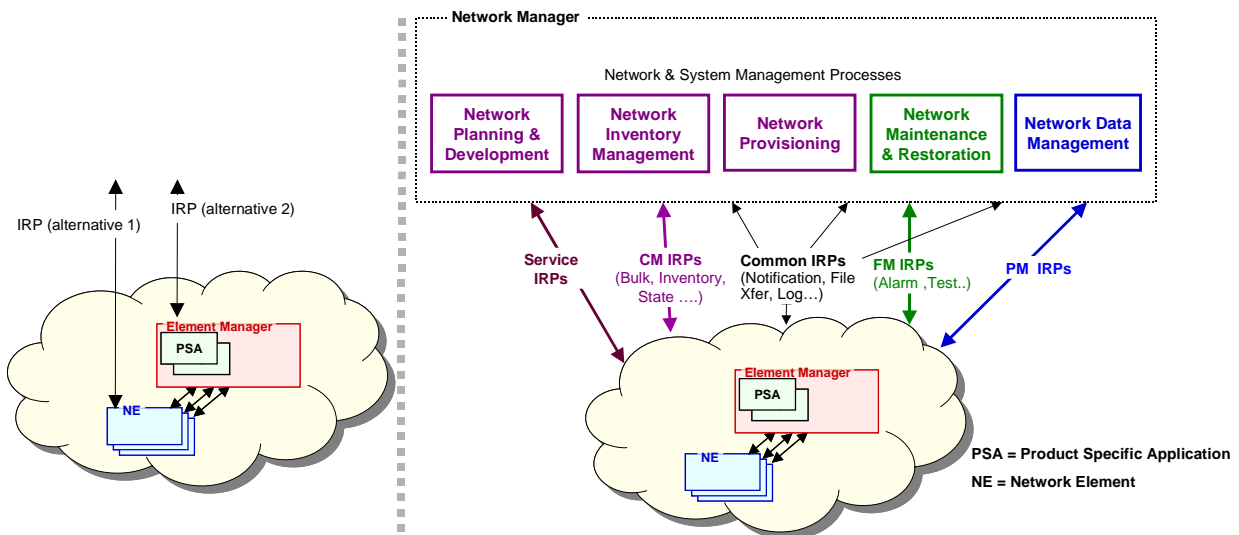 Network Manager
Network & System Management Processes
Network
Planning &
Development
Network
Inventory
Management
Network
Provisioning
Network
Maintenance
& Restoration
Network Data
Management
IRP (alternative 1)
IRP (alternative 2)
Element Manager
PSA
NE
Service
IRPs
CM IRPs
(Bulk, Inventory,
State ….)
Common IRPs
(Notification, File
Xfer, Log…)
FM IRPs
(Alarm ,Test..)
PM IRPs
Element Manager
PSA
NE
PSA = Product Specific Application
NE = Network Element